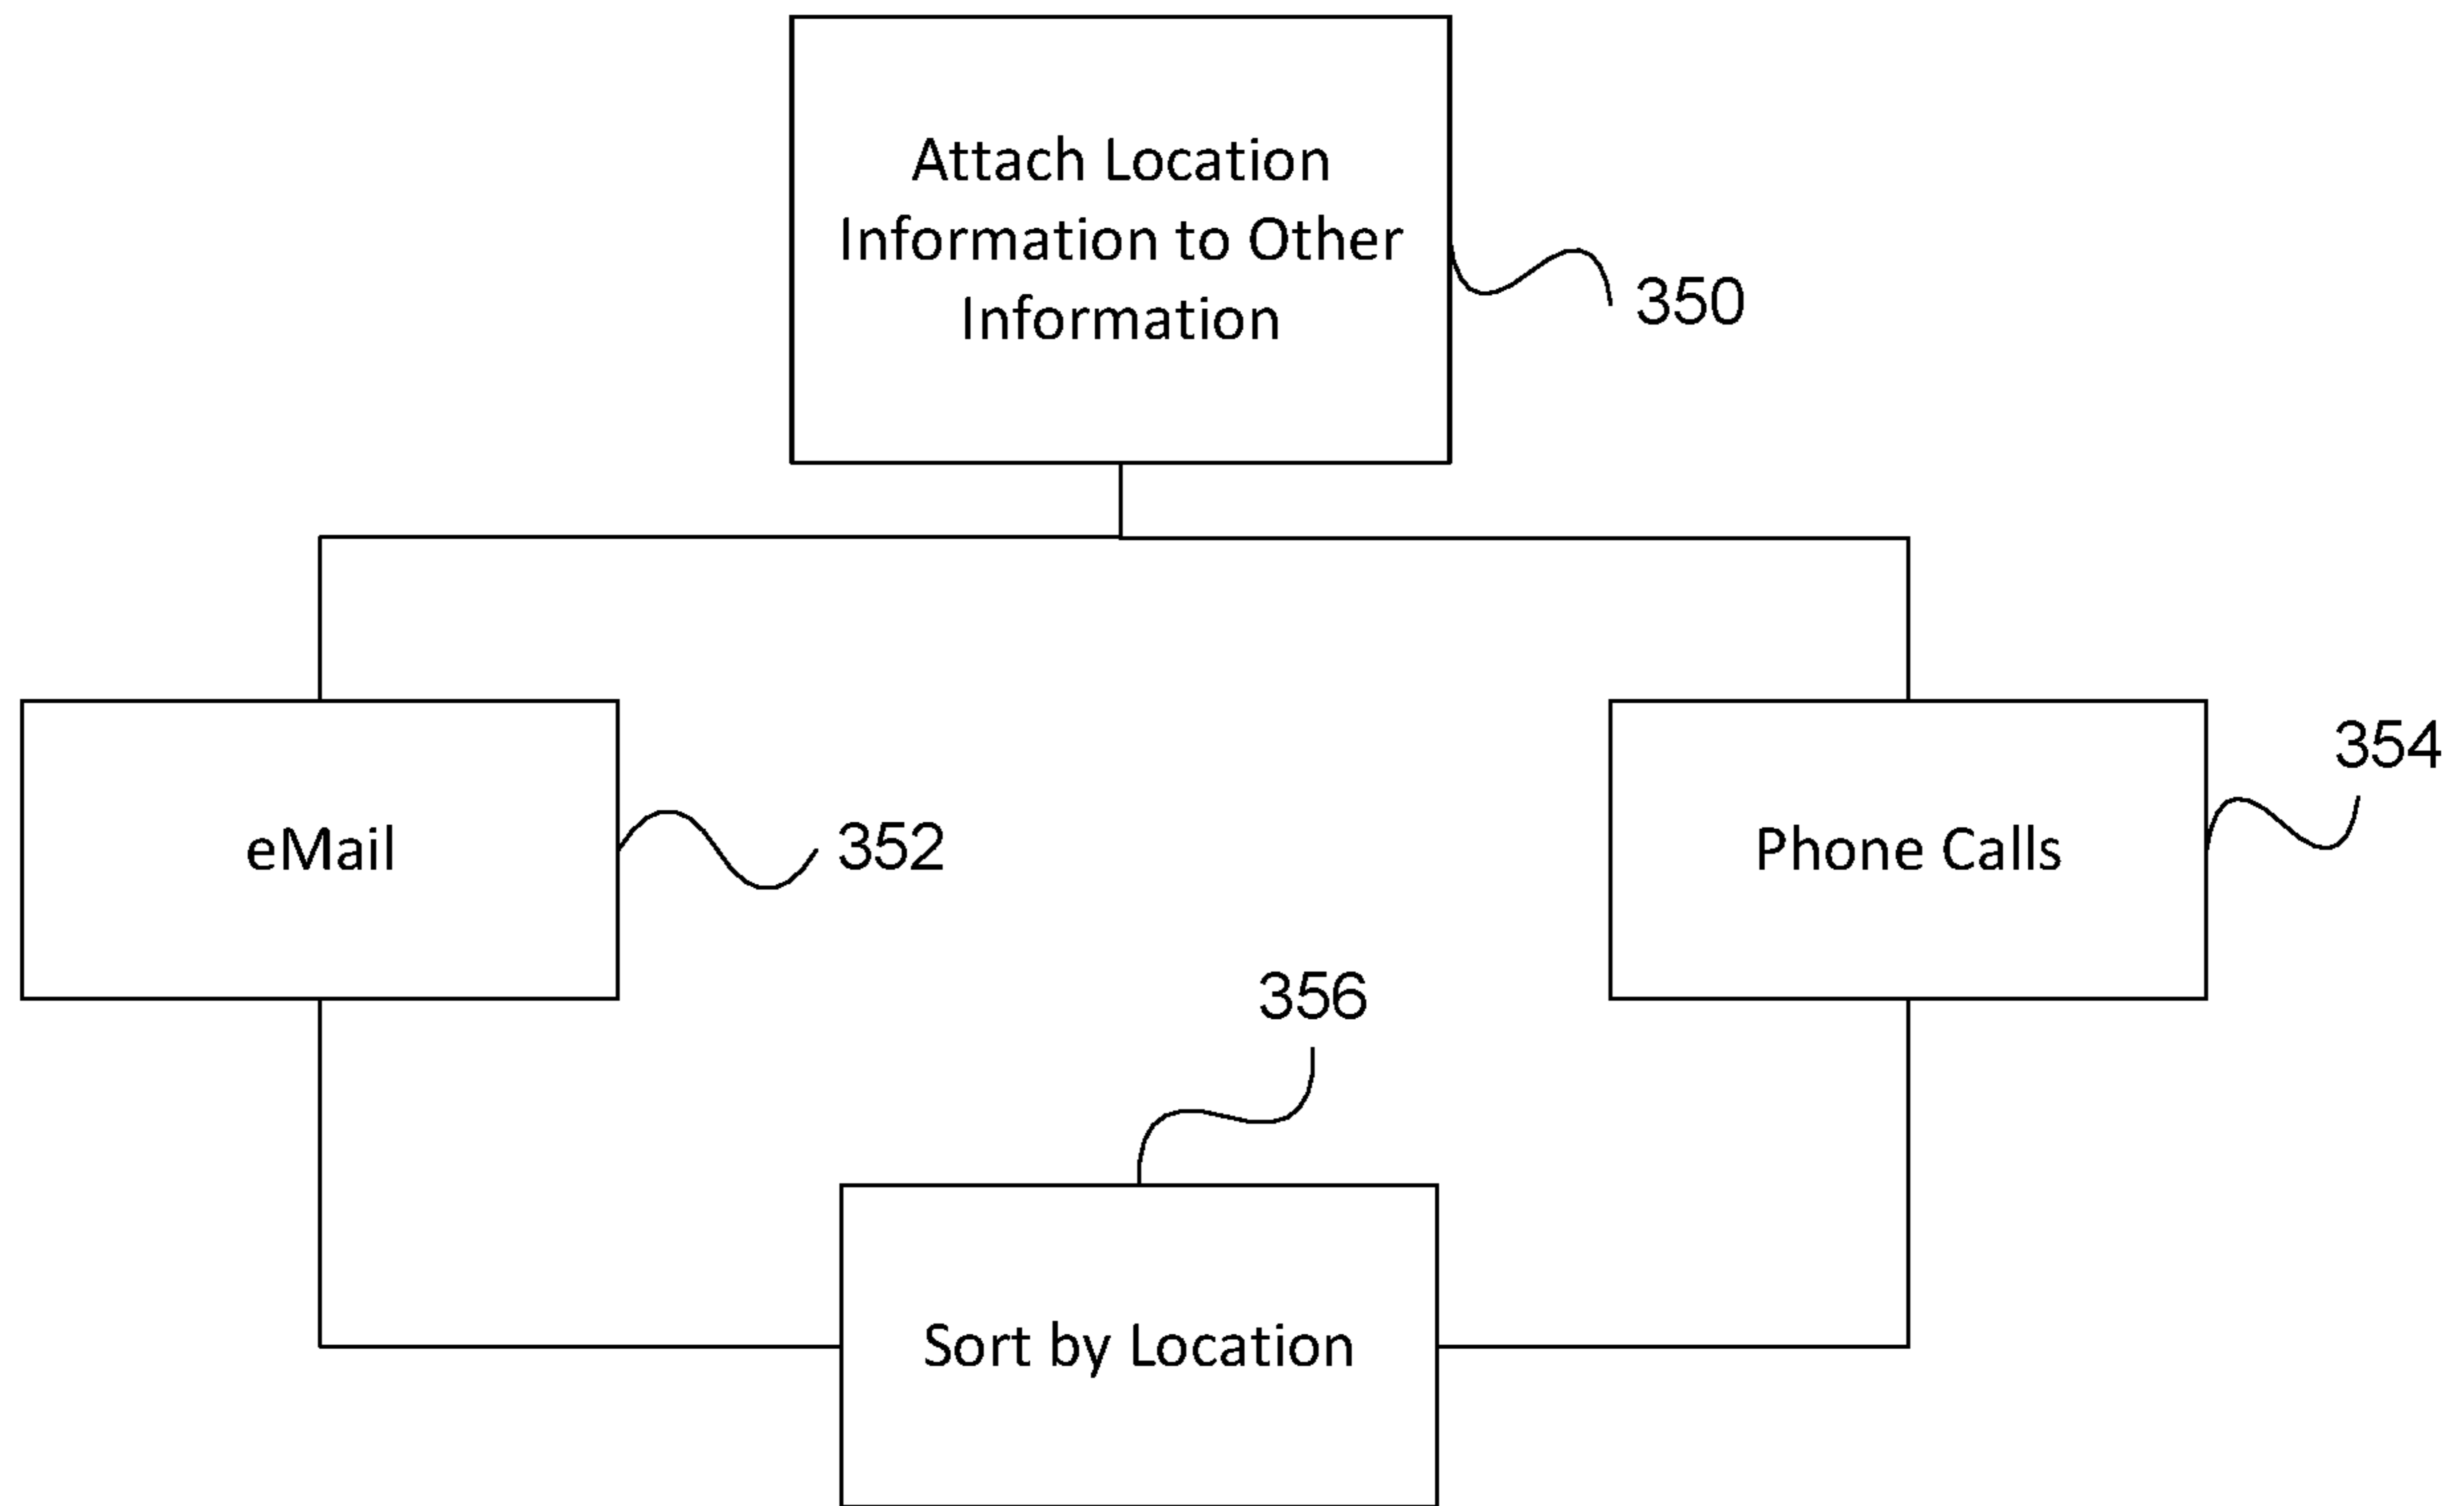 Attach Location
Information to Other
Information
350
354
eMail
352
Phone Calls
356
Sort by Location